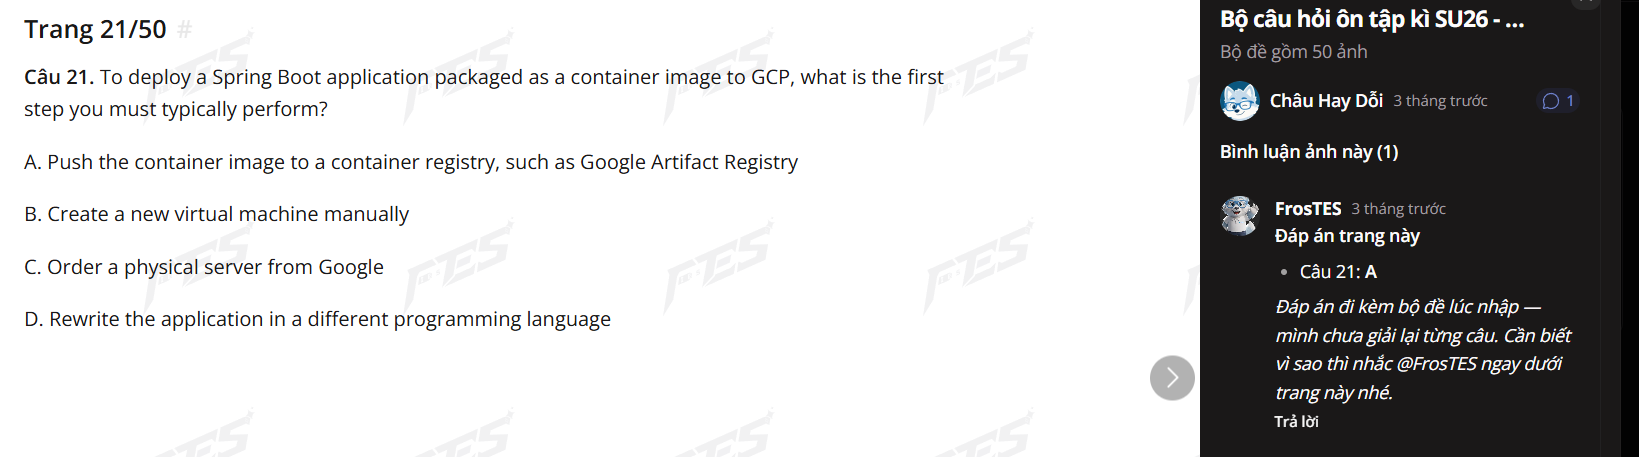 Trang 21/50 #
Câu 21. To deploy a Spring Boot application packaged as a container image to GCP, what is the first
step you must typically perform?
A. Push the container image to a container registry, such as Google Artifact Registry
B. Create a new virtual machine manually
C. Order a physical server from Google
D. Rewrite the application in a different programming language
Bộ câu hỏi ôn tập kì SU26 - ...
Bộ đề gồm 50 ảnh
Châu Hay Dỗi 3 tháng trước 1
Bình luận ảnh này (1)
FrosTES 3 tháng trước
Đáp án trang này
• Câu 21: A
Đáp án đi kèm bộ đề lúc nhập —
mình chưa giải lại từng câu. Cần biết
vì sao thì nhắc @FrosTES ngay dưới
trang này nhé.
Trả lời